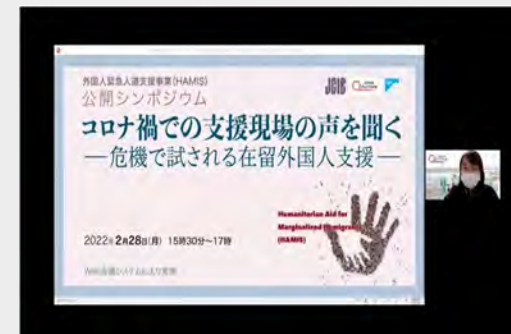 外国人緊急人道支援事業(HAMIS)
公開シンポジウム
JCIE
コロナ禍での支援現場の声を聞く
―危機で試される在留外国人支援―
Humanitarian Aid for
Marginalized Immigrants
(HAMIS)
2022年2月28日(月) 15時30分~17時